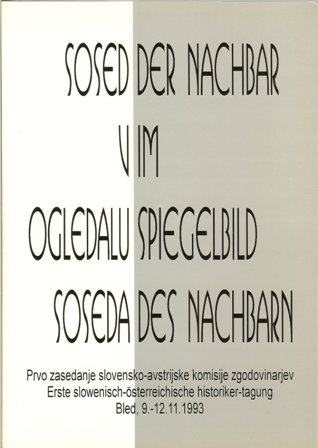 SOSED DER NACHBAR
V IM
OGLEDALU SPIEGELBILD
SOSEDA DES NACHBARN
Prvo zasedanje slovensko-avstrijske komisije zgodovinarjev
Erste slowenisch-österreichische historiker-tagung
Bled, 9.-12.11.1993